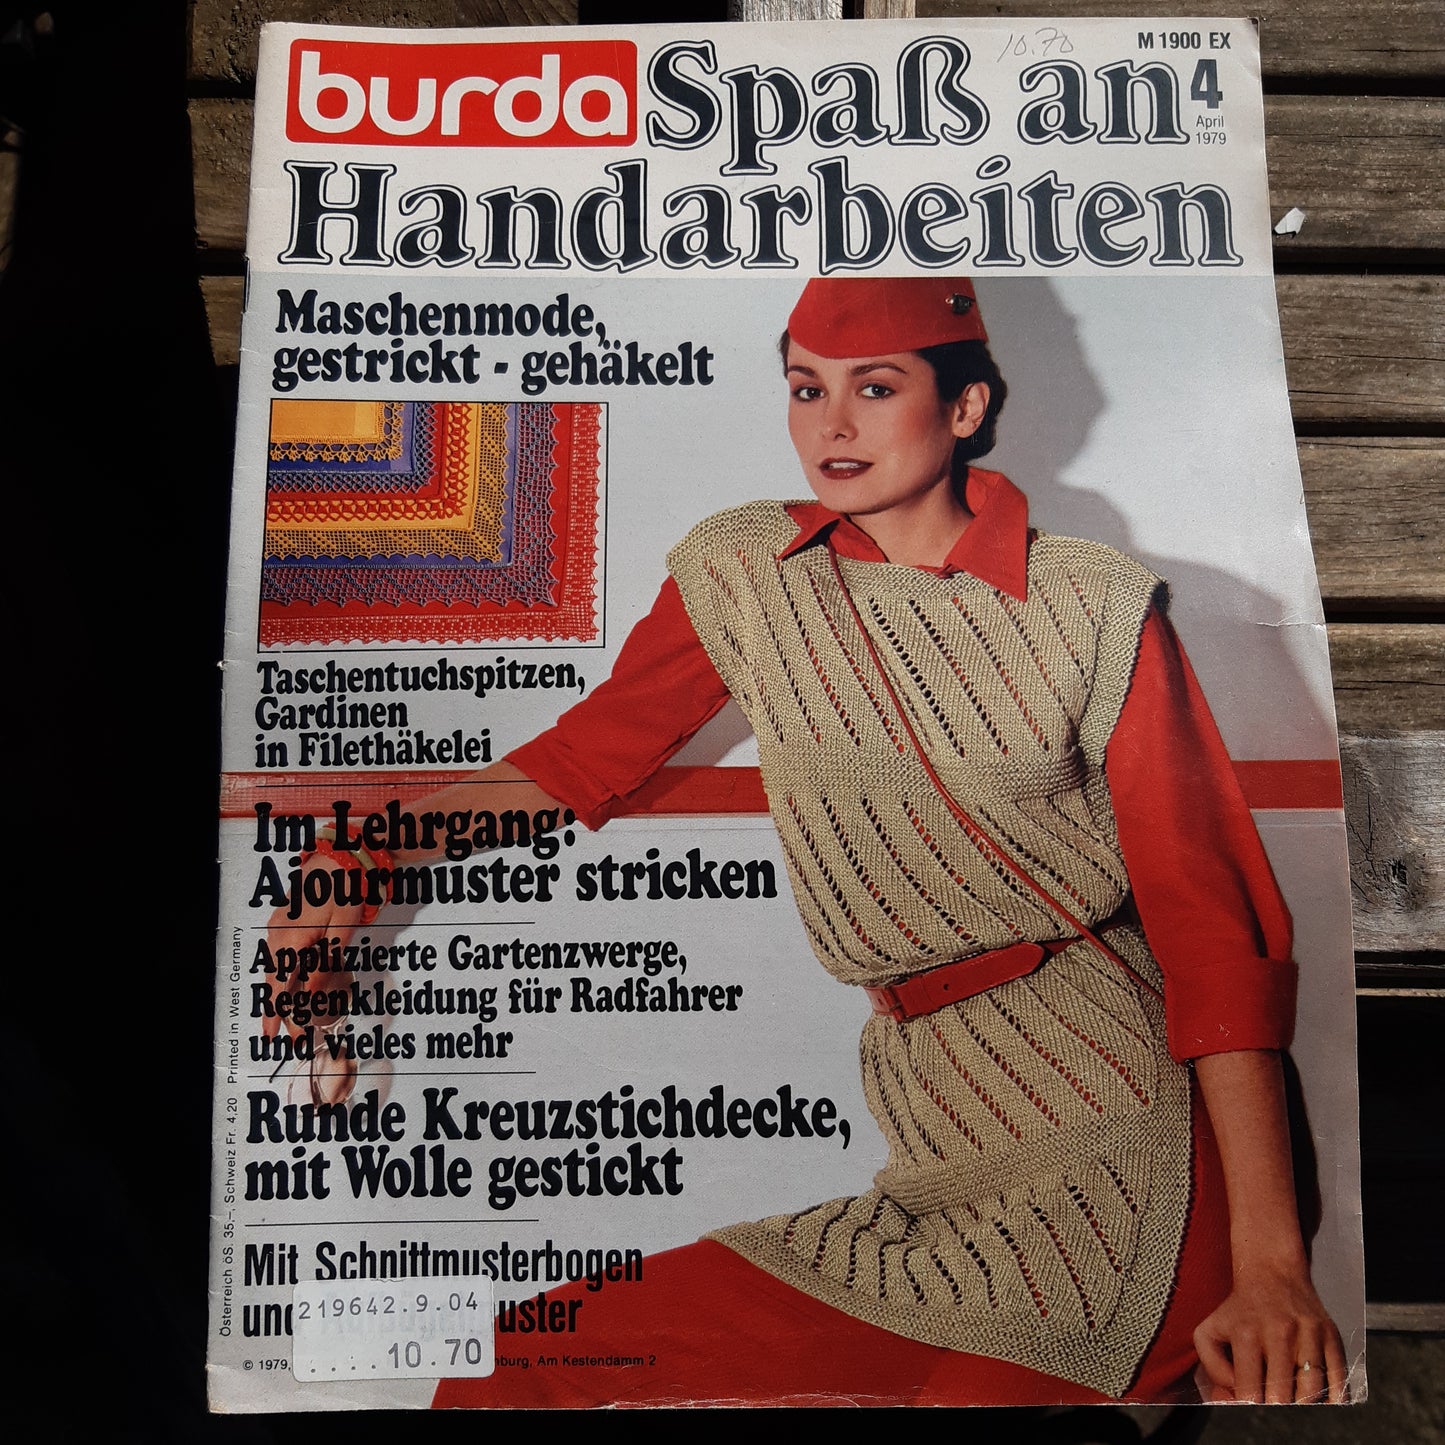 burda Spaß an
Handarbeiten
10.70
M 1900 EX
4
April
1979
Maschenmode,
gestrickt - gehäkelt
Taschentuchspitzen,
Gardinen
in Filethäkelei
Im Lehrgang:
Ajourmuster stricken
Applizierte Gartenzwerge,
Regenkleidung für Radfahrer
und vieles mehr
Runde Kreuzstichdecke,
mit Wolle gestickt
Mit Schnittmusterbogen
und
219642.9.04
....10.70
© 1979, Am Kestendamm 2
Österreich öS. 35,–, Schweiz Fr. 4.20 Printed in West Germany